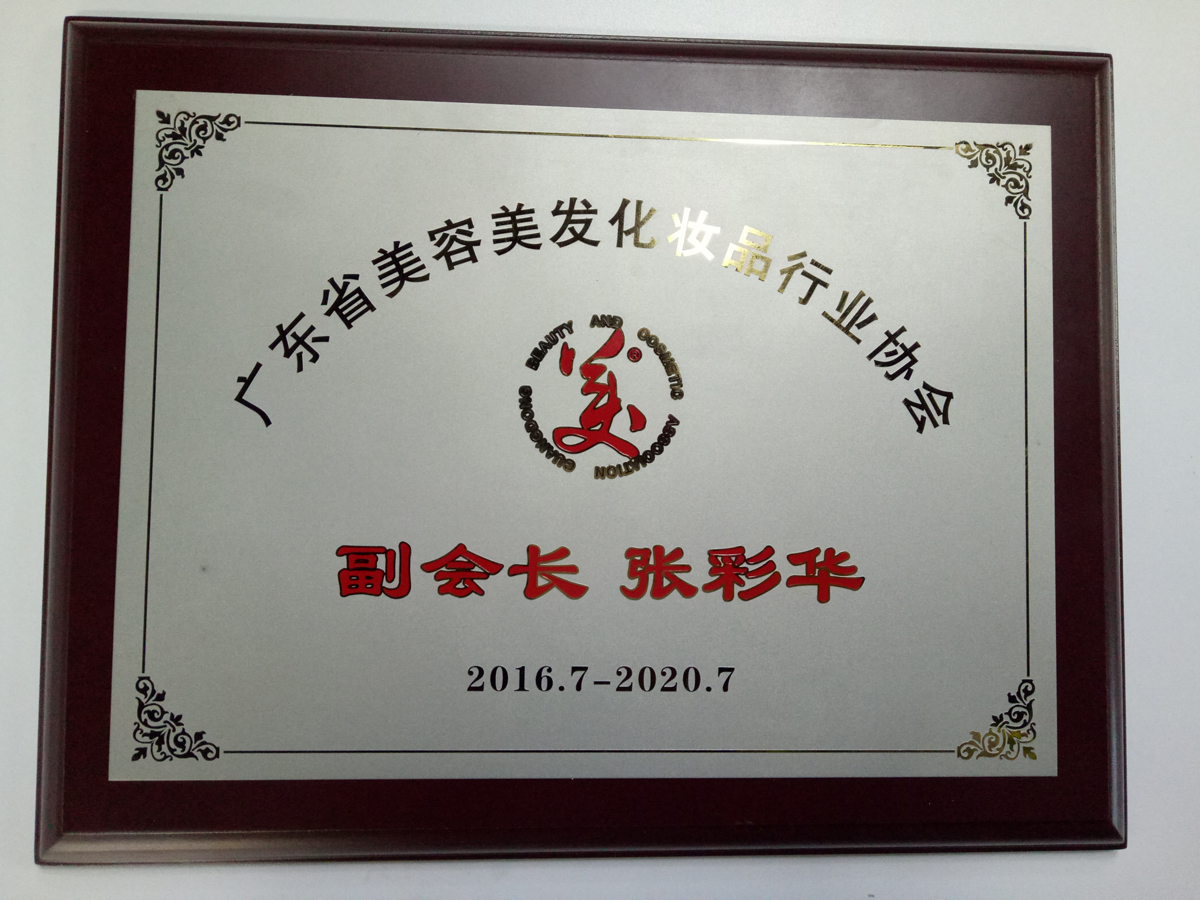 广东省美容美发化妆品行业协会
GUANGDONG BEAUTY AND COSMETIC ASSOCIATION
美
®
副会长 张彩华
2016.7-2020.7